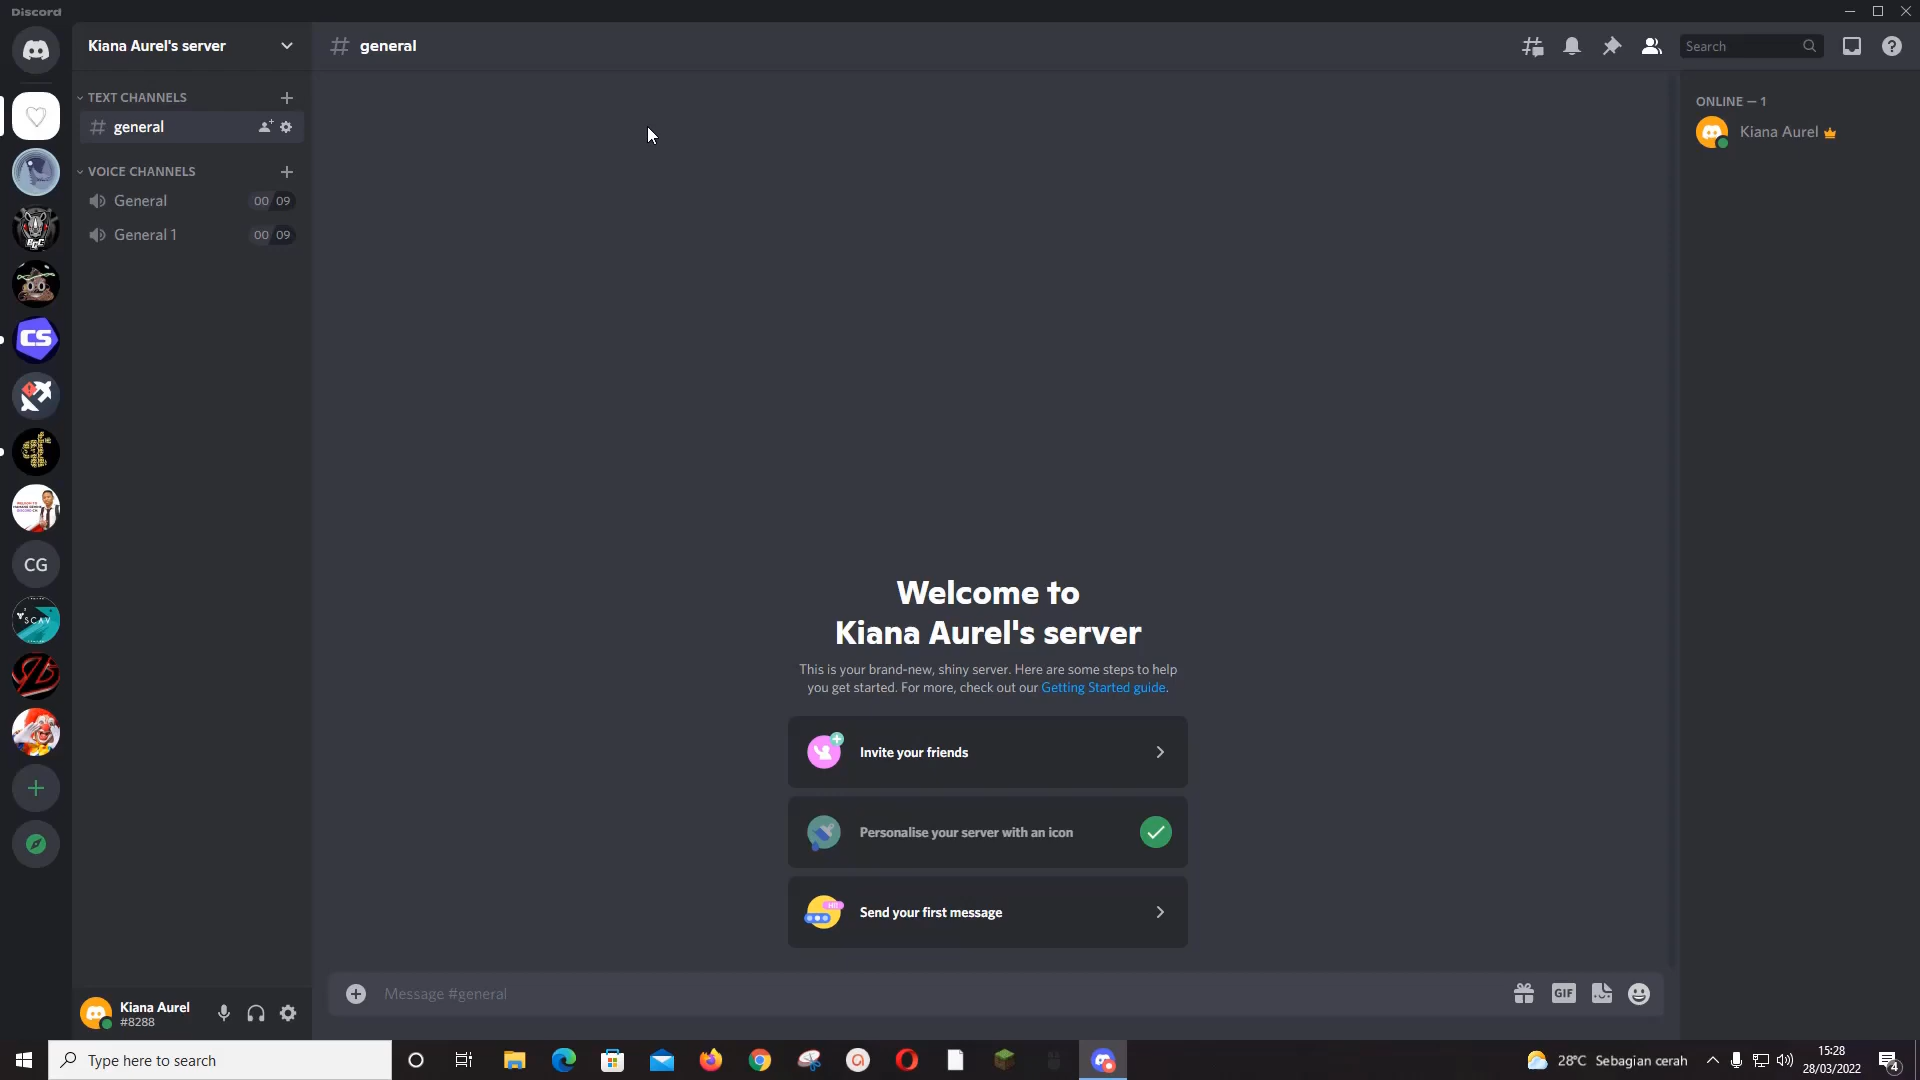 Discord
Kiana Aurel's server
general
Search
TEXT CHANNELS
general
VOICE CHANNELS
General 00 09
General 1 00 09
ONLINE — 1
Kiana Aurel
CS
CG
SCAV
Welcome to
Kiana Aurel's server
This is your brand-new, shiny server. Here are some steps to help
you get started. For more, check out our Getting Started guide.
Invite your friends
Personalise your server with an icon
Send your first message
Message #general
GIF
Kiana Aurel
#8288
Type here to search
28°C Sebagian cerah
15:28
28/03/2022
4